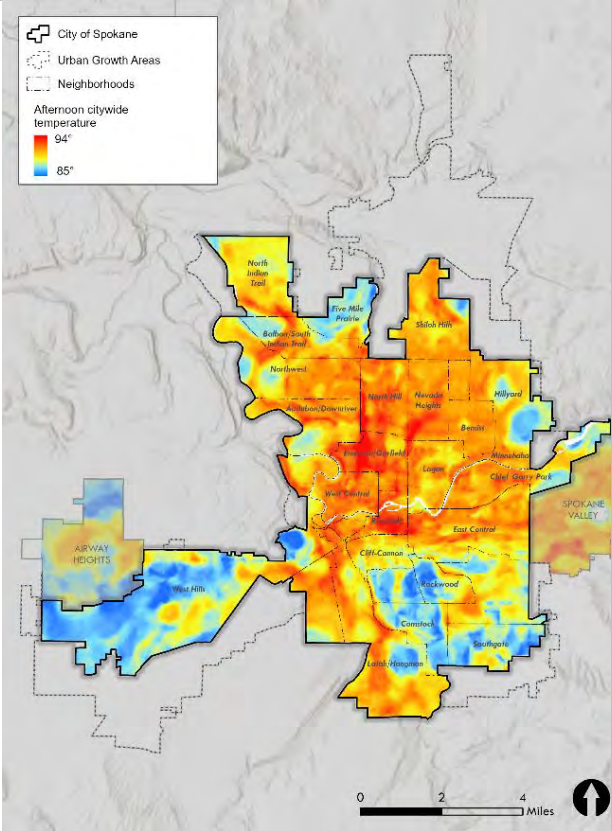 City of Spokane
Urban Growth Areas
Neighborhoods
Afternoon citywide
temperature
94°
85°
North
Indian
Trail
Five Mile
Prairie
Shiloh Hills
Balboa/South
Indian Trail
Northwest
North Hill
Nevada
Heights
Hillyard
Audubon/Downriver
Bemiss
Emerson/Garfield
Minnehaha
Logan
Chief Garry Park
West Central
SPOKANE
VALLEY
Riverside
East Central
AIRWAY
HEIGHTS
Cliff-Cannon
West Hills
Rockwood
Comstock
Southgate
Latah/Hangman
0
2
4
Miles